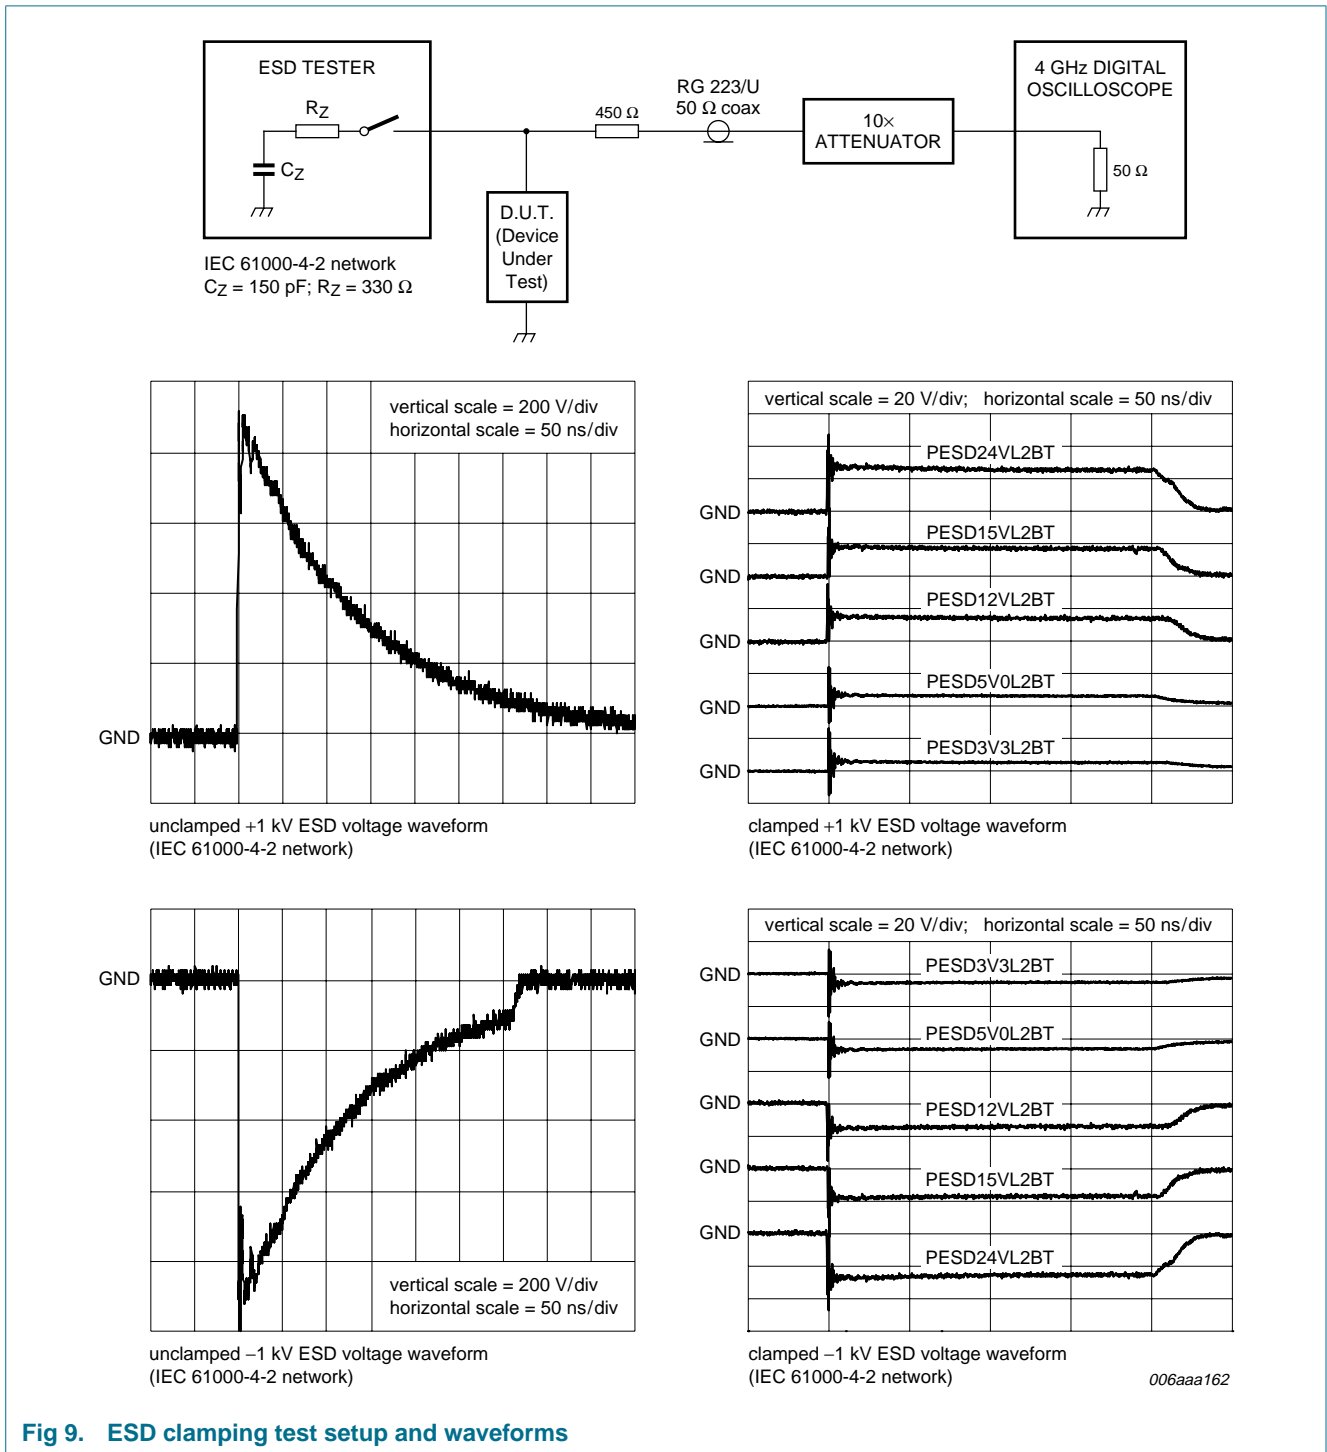 ESD TESTER
RZ
CZ
IEC 61000-4-2 network
CZ = 150 pF; RZ = 330 Ω
D.U.T.
(Device
Under
Test)
450 Ω
RG 223/U
50 Ω coax
10×
ATTENUATOR
4 GHz DIGITAL
OSCILLOSCOPE
50 Ω
vertical scale = 200 V/div
horizontal scale = 50 ns/div
GND
unclamped +1 kV ESD voltage waveform
(IEC 61000-4-2 network)
vertical scale = 20 V/div; horizontal scale = 50 ns/div
PESD24VL2BT
GND
PESD15VL2BT
GND
PESD12VL2BT
GND
PESD5V0L2BT
GND
PESD3V3L2BT
GND
clamped +1 kV ESD voltage waveform
(IEC 61000-4-2 network)
GND
vertical scale = 200 V/div
horizontal scale = 50 ns/div
unclamped −1 kV ESD voltage waveform
(IEC 61000-4-2 network)
vertical scale = 20 V/div; horizontal scale = 50 ns/div
GND
PESD3V3L2BT
GND
PESD5V0L2BT
GND
PESD12VL2BT
GND
PESD15VL2BT
GND
PESD24VL2BT
clamped −1 kV ESD voltage waveform
(IEC 61000-4-2 network)
006aaa162
Fig 9. ESD clamping test setup and waveforms